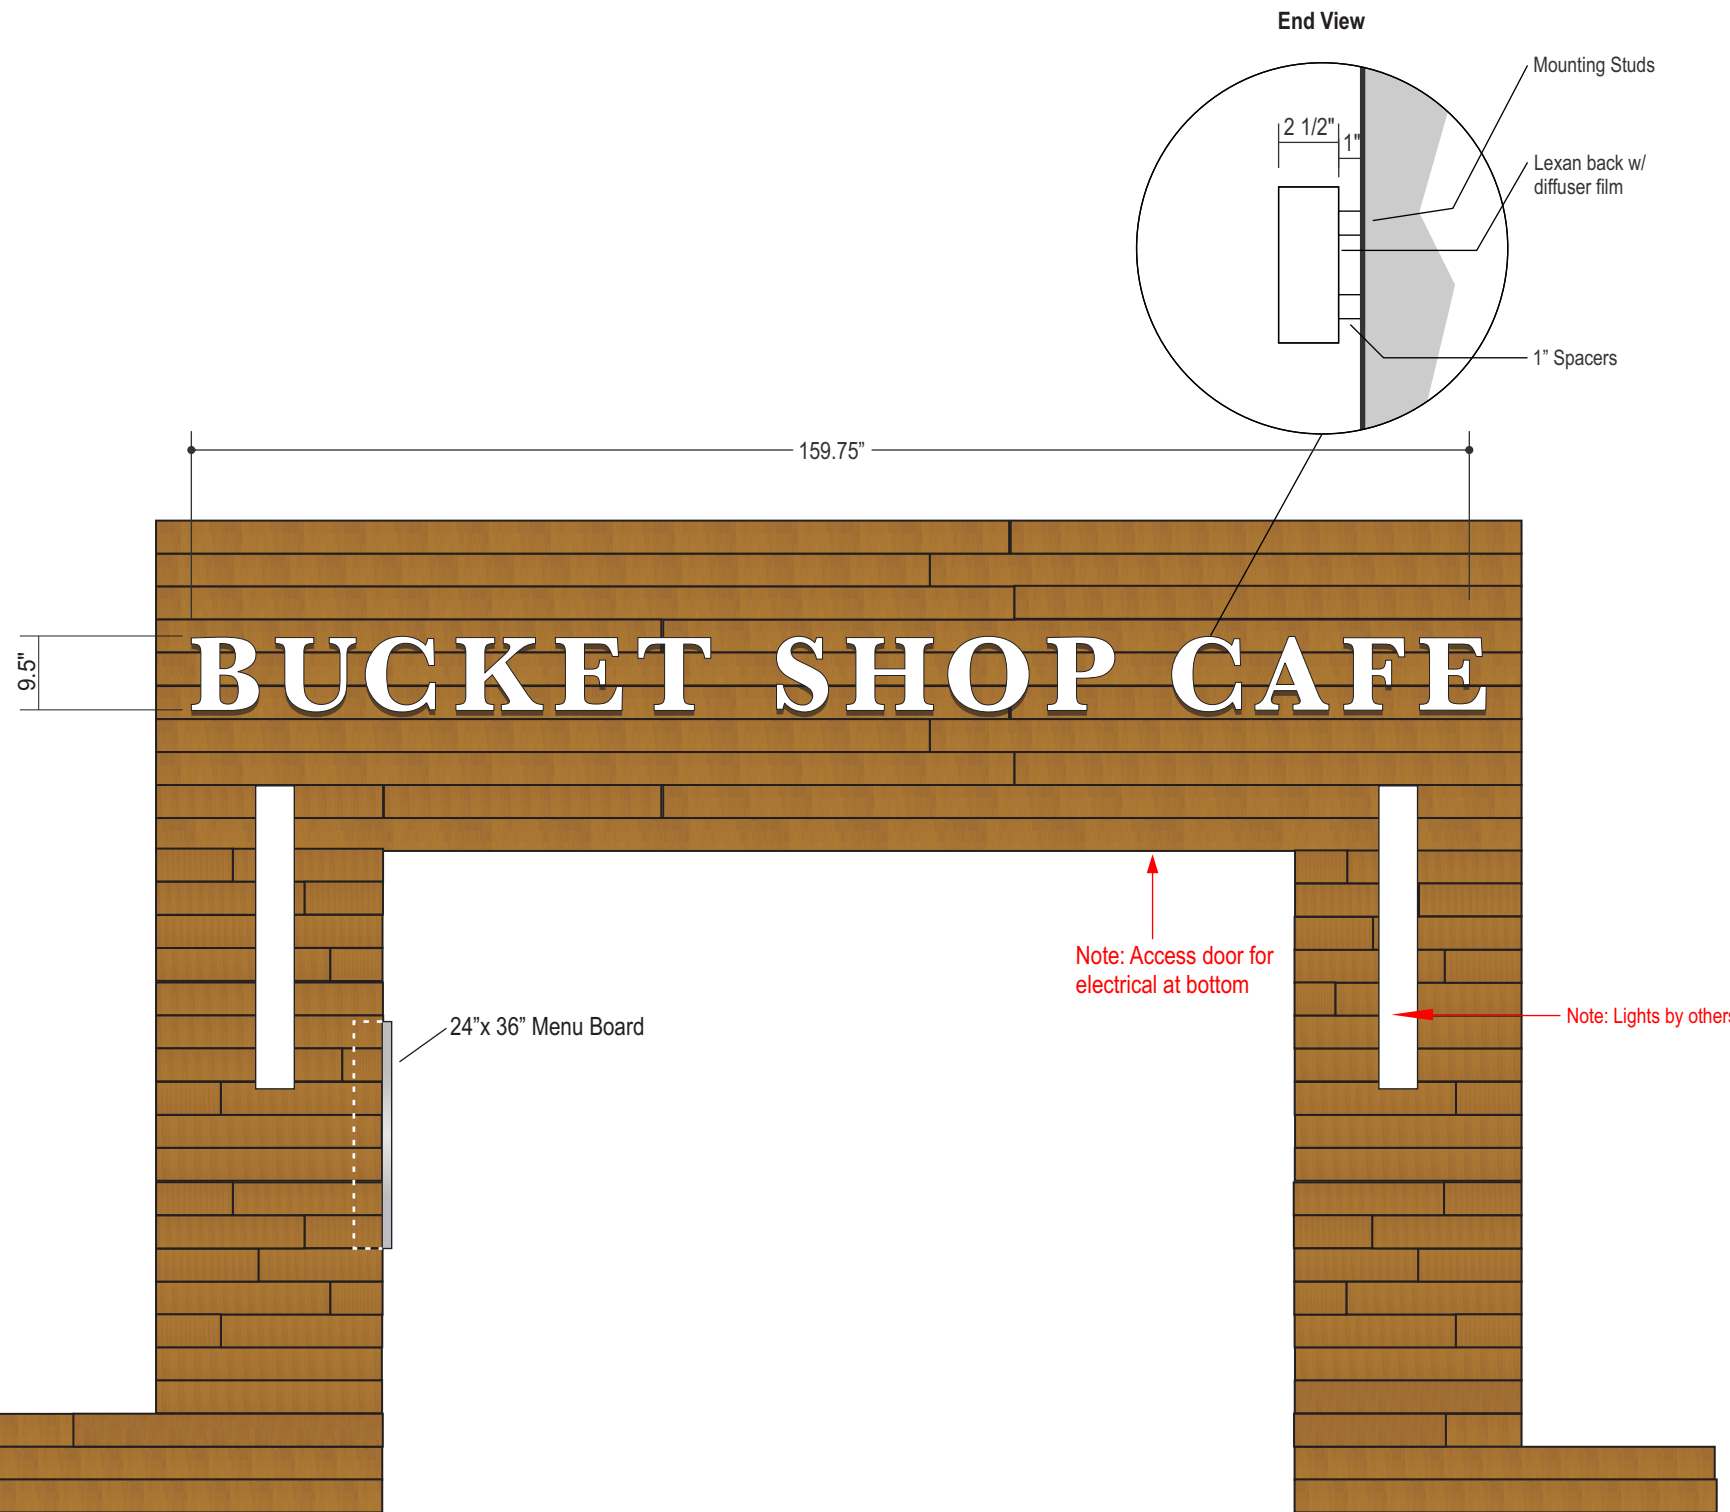 End View
Mounting Studs
2 1/2"
1"
Lexan back w/
diffuser film
1” Spacers
159.75”
9.5"
BUCKET SHOP CAFE
Note: Access door for
electrical at bottom
Note: Lights by others
24”x 36” Menu Board